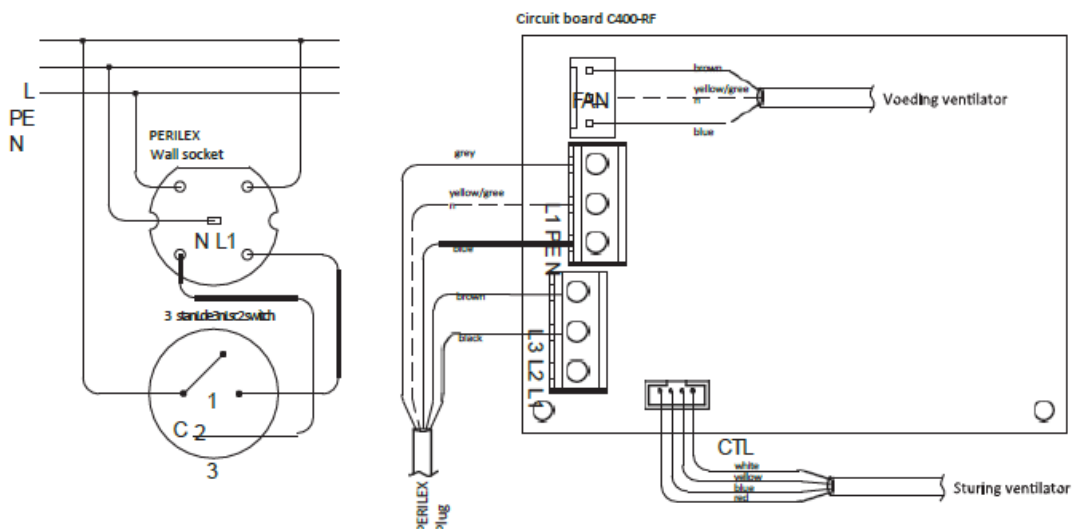 Circuit board C400-RF
L
PE
N
PERILEX
Wall socket
N L1
1
C 2
3
FAN
brown
yellow/gree
n
blue
Voeding ventilator
grey
yellow/gree
n
blue
L1 PE N
brown
black
L3 L2 L1
PERILEX
Plug
CTL
white
yellow
blue
red
Sturing ventilator